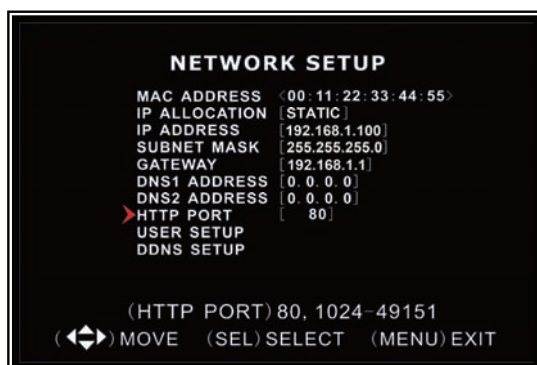 NETWORK SETUP
MAC ADDRESS <00:11:22:33:44:55>
IP ALLOCATION [STATIC]
IP ADDRESS [192.168.1.100]
SUBNET MASK [255.255.255.0]
GATEWAY [192.168.1.1]
DNS1 ADDRESS [0. 0. 0. 0]
DNS2 ADDRESS [0. 0. 0. 0]
HTTP PORT [ 80]
USER SETUP
DDNS SETUP
(HTTP PORT) 80, 1024-49151
( ) MOVE (SEL) SELECT (MENU) EXIT